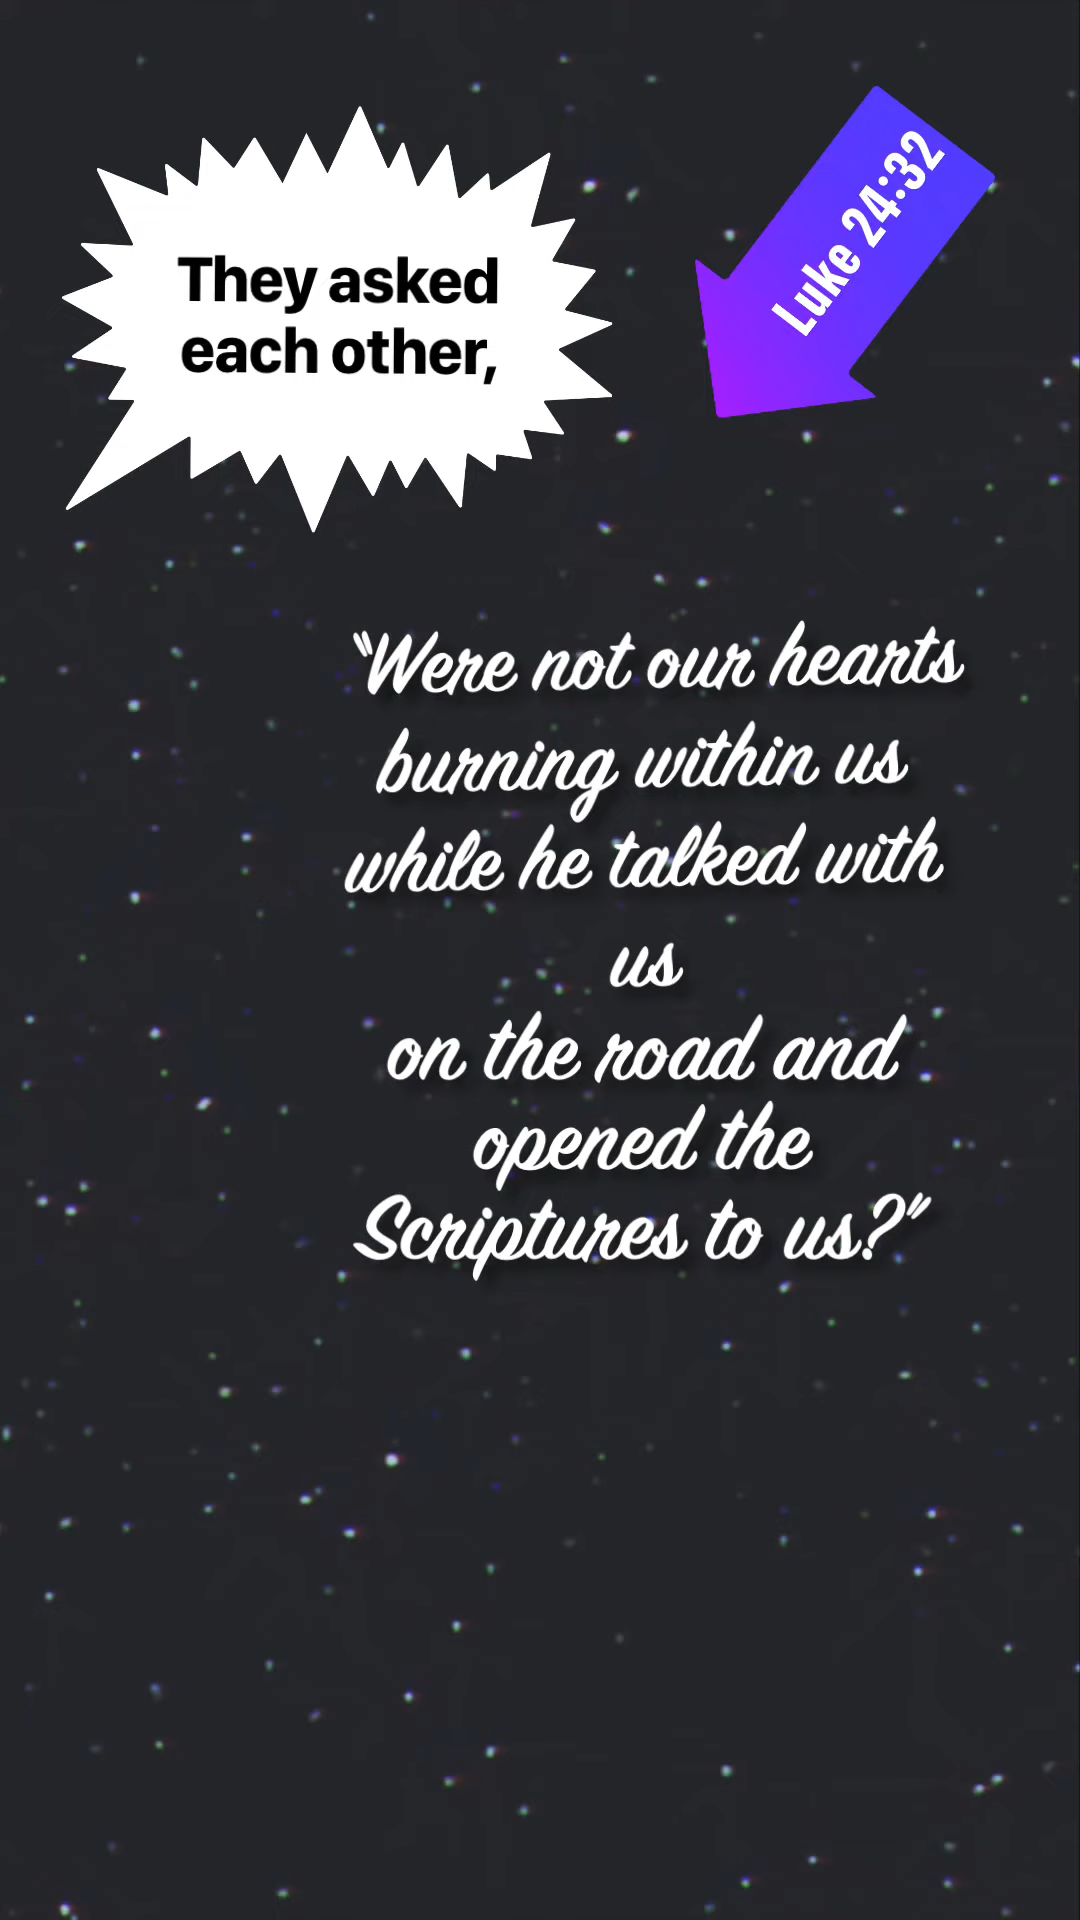 Luke 24:32
They asked
each other,
“Were not our hearts
burning within us
while he talked with
us
on the road and
opened the
Scriptures to us?”